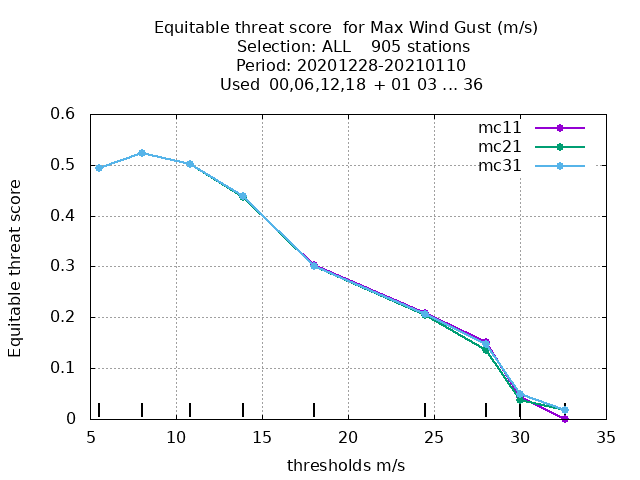 Equitable threat score  for Max Wind Gust (m/s)
Selection: ALL    905 stations
Period: 20201228-20210110
Used  00,06,12,18  + 01 03 ... 36
mc11
mc21
mc31
0.6
0.5
0.4
0.3
0.2
0.1
0
Equitable threat score
5 10 15 20 25 30 35
thresholds m/s